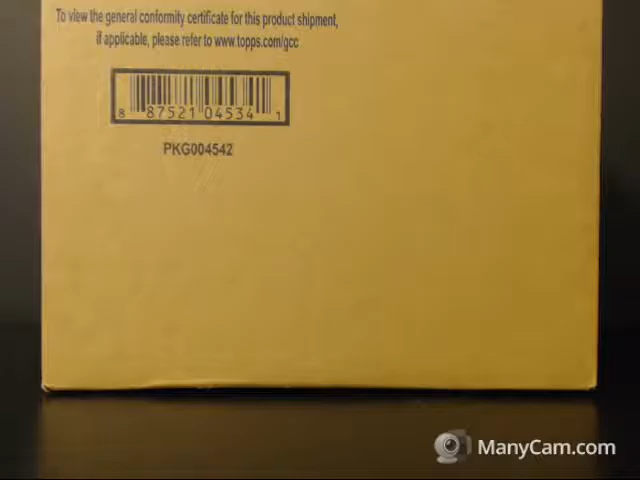 To view the general conformity certificate for this product shipment,
if applicable, please refer to www.topps.com/gcc
8 87521 04534 1
PKG004542
ManyCam.com